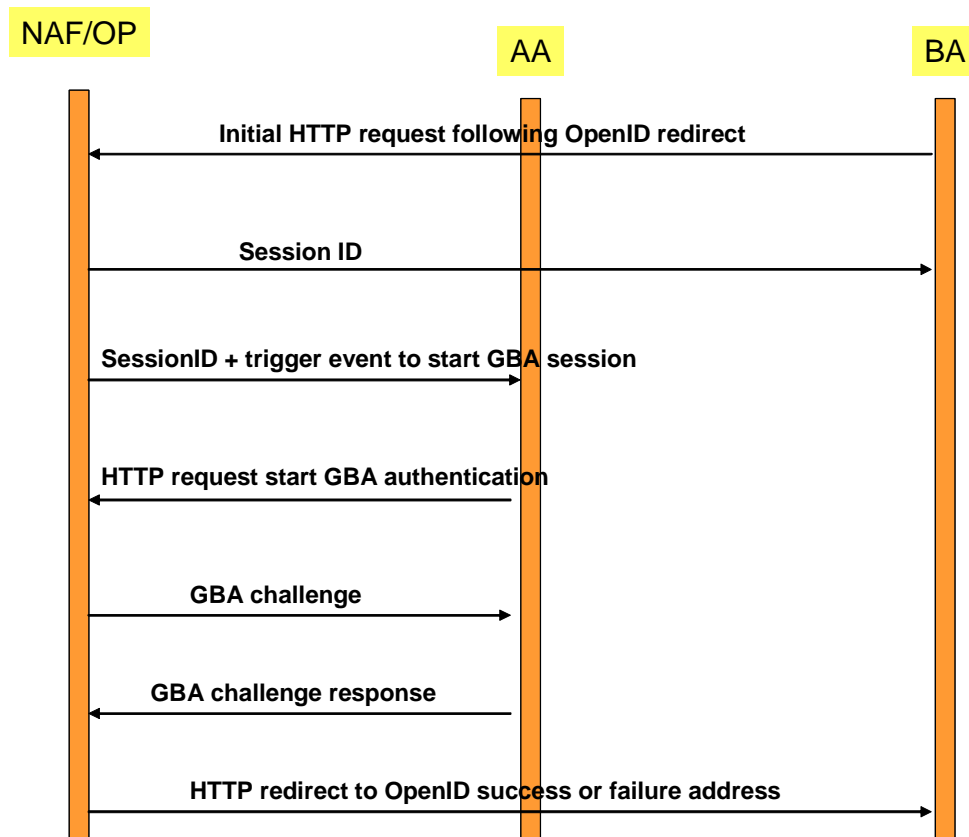 NAF/OP
AA
BA
Initial HTTP request following OpenID redirect
Session ID
SessionID + trigger event to start GBA session
HTTP request start GBA authentication
GBA challenge
GBA challenge response
HTTP redirect to OpenID success or failure address